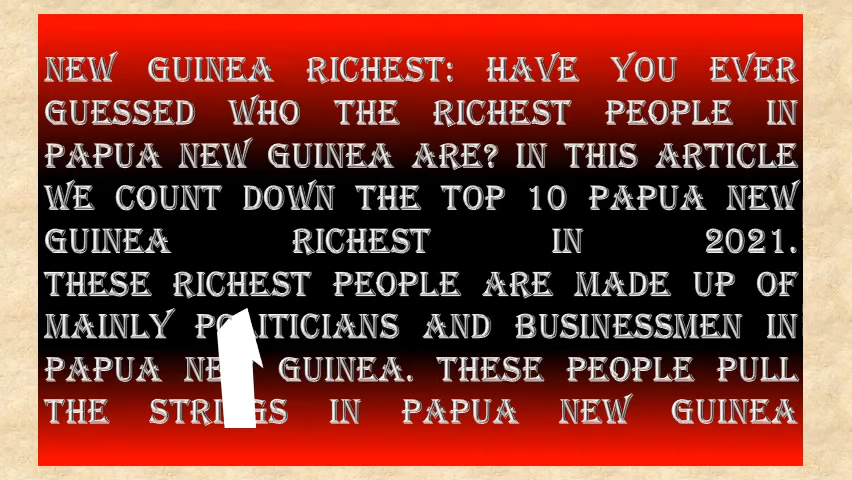 NEW GUINEA RICHEST: HAVE YOU EVER
GUESSED WHO THE RICHEST PEOPLE IN
PAPUA NEW GUINEA ARE? IN THIS ARTICLE
WE COUNT DOWN THE TOP 10 PAPUA NEW
GUINEA RICHEST IN 2021.
THESE RICHEST PEOPLE ARE MADE UP OF
MAINLY POLITICIANS AND BUSINESSMEN IN
PAPUA NEW GUINEA. THESE PEOPLE PULL
THE STRINGS IN PAPUA NEW GUINEA